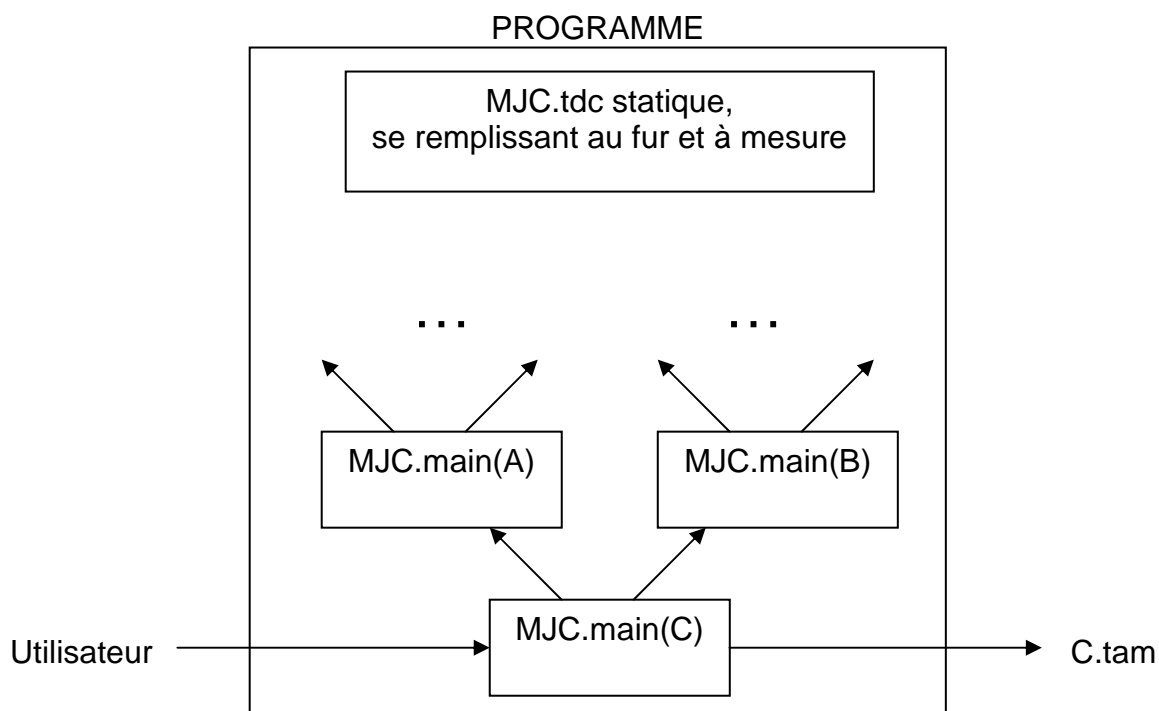 PROGRAMME
MJC.tdc statique,
se remplissant au fur et à mesure
... ...
MJC.main(A) MJC.main(B)
MJC.main(C)
Utilisateur C.tam